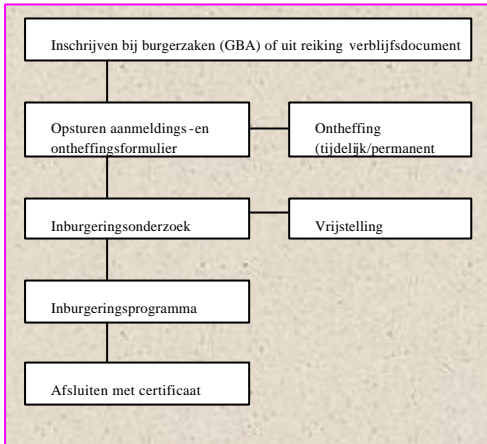 Inschrijven bij burgerzaken (GBA) of uit reiking verblijfsdocument
Opsturen aanmeldings-en
ontheffingsformulier
Ontheffing
(tijdelijk/permanent
Inburgeringsonderzoek
Vrijstelling
Inburgeringsprogramma
Afsluiten met certificaat